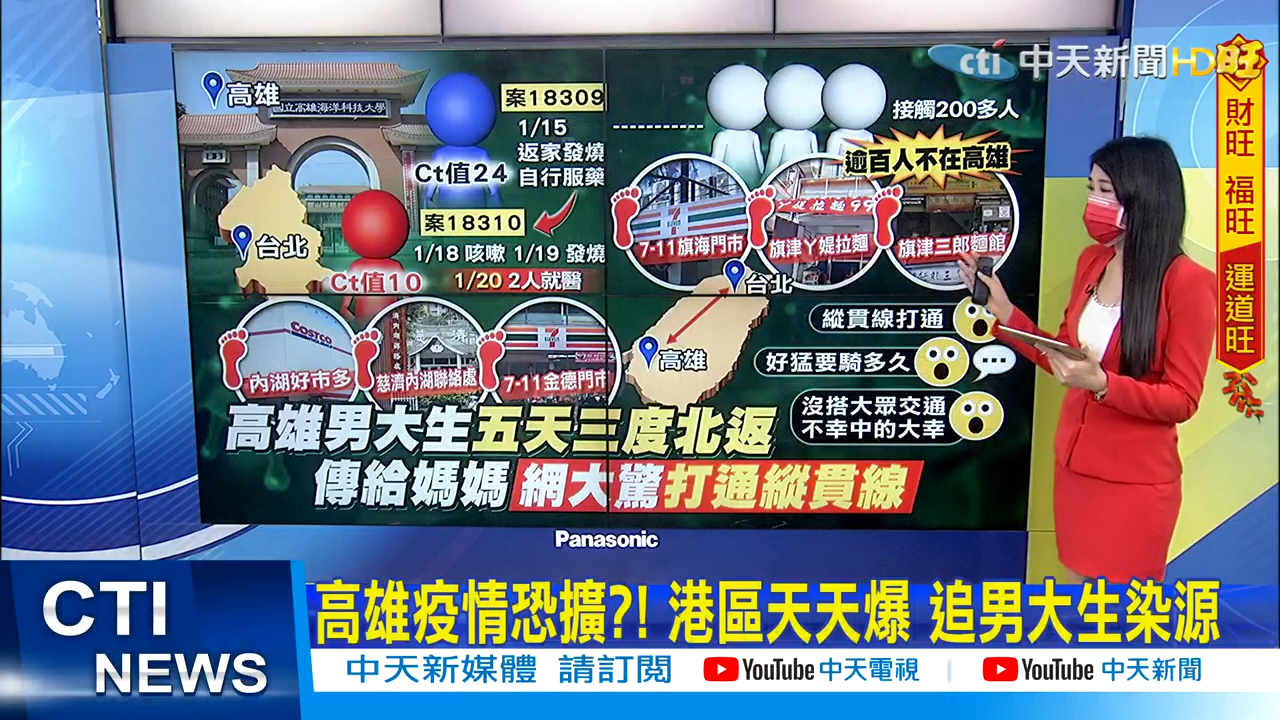 cti 中天新聞HD
旺
財旺 福旺 運道旺
高雄
國立高雄海洋科技大學
案18309
1/15
返家發燒
自行服藥
Ct值24
案18310
1/18 咳嗽 1/19 發燒
台北
Ct值10
1/20 2人就醫
COSTCO
內湖好市多
慈濟內湖聯絡處
7-11金德門市
接觸200多人
逾百人不在高雄
7-11旗海門市
旗津丫媞拉麵
旗津三郎麵館
台北
高雄
縱貫線打通
好猛要騎多久
沒搭大眾交通
不幸中的大幸
高雄男大生五天三度北返
傳給媽媽 網大驚打通縱貫線
Panasonic
CTI
NEWS
高雄疫情恐擴?! 港區天天爆 追男大生染源
中天新媒體 請訂閱 YouTube 中天電視 YouTube 中天新聞